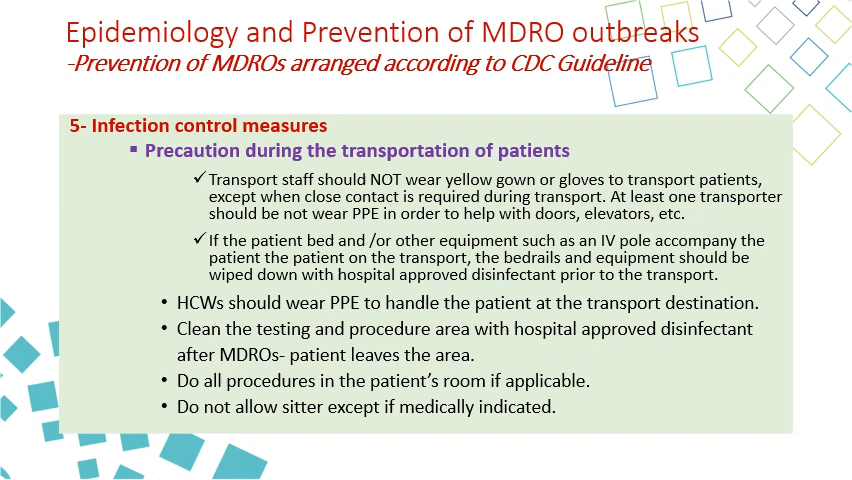 Epidemiology and Prevention of MDRO outbreaks
-Prevention of MDROs arranged according to CDC Guideline
5- Infection control measures
▪ Precaution during the transportation of patients
✓ Transport staff should NOT wear yellow gown or gloves to transport patients,
except when close contact is required during transport. At least one transporter
should be not wear PPE in order to help with doors, elevators, etc.
✓ If the patient bed and /or other equipment such as an IV pole accompany the
patient the patient on the transport, the bedrails and equipment should be
wiped down with hospital approved disinfectant prior to the transport.
• HCWs should wear PPE to handle the patient at the transport destination.
• Clean the testing and procedure area with hospital approved disinfectant
after MDROs- patient leaves the area.
• Do all procedures in the patient’s room if applicable.
• Do not allow sitter except if medically indicated.